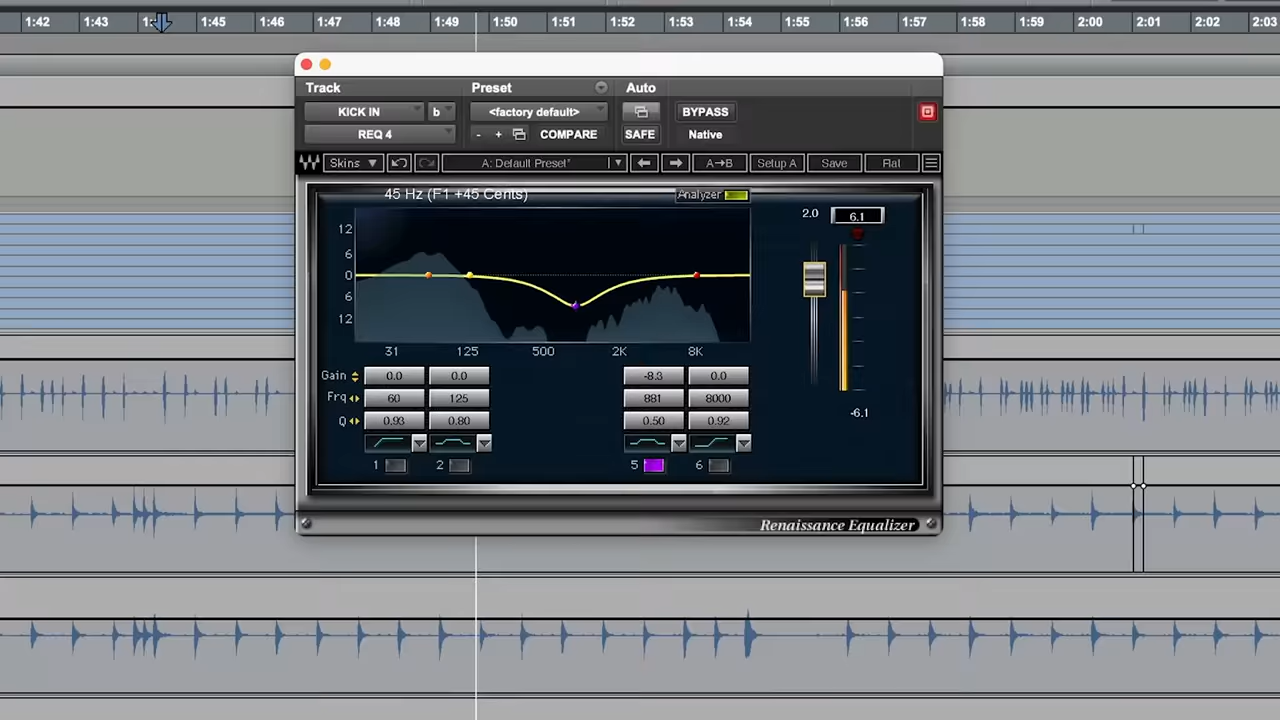 1:42 1:43 1:45 1:46 1:47 1:48 1:49 1:50 1:51 1:52 1:53 1:54 1:55 1:56 1:57 1:58 1:59 2:00 2:01 2:02 2:03
Track Preset Auto
KICK IN b <factory default> BYPASS
REQ 4 - + COMPARE SAFE Native
Skins A: Default Preset* A→B Setup A Save Flat
45 Hz (F1 +45 Cents) Analyzer
2.0 6.1
12
6
0
6
12
31 125 500 2K 8K
Gain 0.0 0.0 -8.3 0.0
Frq 60 125 881 8000
Q 0.93 0.80 0.50 0.92
-6.1
1 2 5 6
Renaissance Equalizer